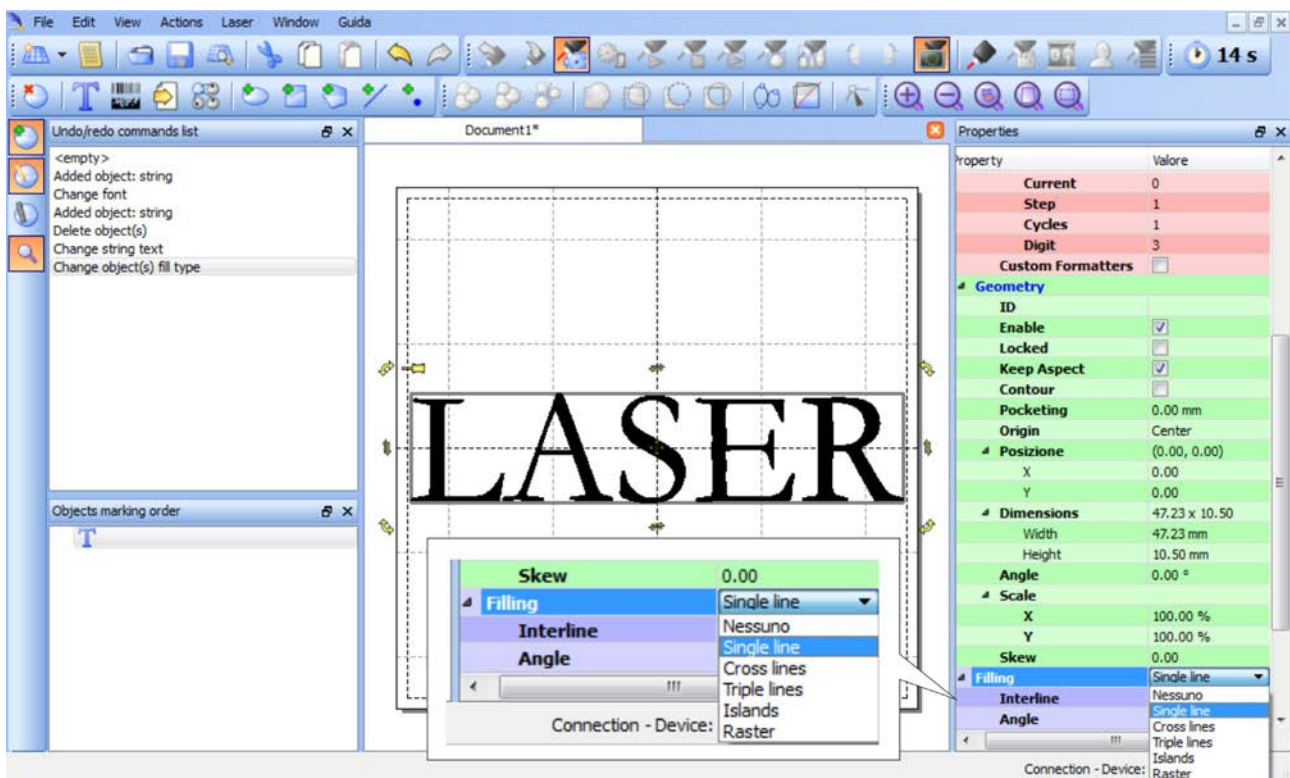 File Edit View Actions Laser Window Guida
14 s
T
Undo/redo commands list
<empty>
Added object: string
Change font
Added object: string
Delete object(s)
Change string text
Change object(s) fill type
Objects marking order
T
Document1*
LASER
Skew 0.00
Filling Single line
Interline Nessuno
Single line
Angle Cross lines
Triple lines
Islands
Connection - Device: Raster
Properties
Property Valore
Current 0
Step 1
Cycles 1
Digit 3
Custom Formatters
Geometry
ID
Enable
Locked
Keep Aspect
Contour
Pocketing 0.00 mm
Origin Center
Posizione (0.00, 0.00)
X 0.00
Y 0.00
Dimensions 47.23 x 10.50
Width 47.23 mm
Height 10.50 mm
Angle 0.00 °
Scale
X 100.00 %
Y 100.00 %
Skew 0.00
Filling Single line
Interline Nessuno
Single line
Angle Cross lines
Triple lines
Islands
Connection - Device: Raster